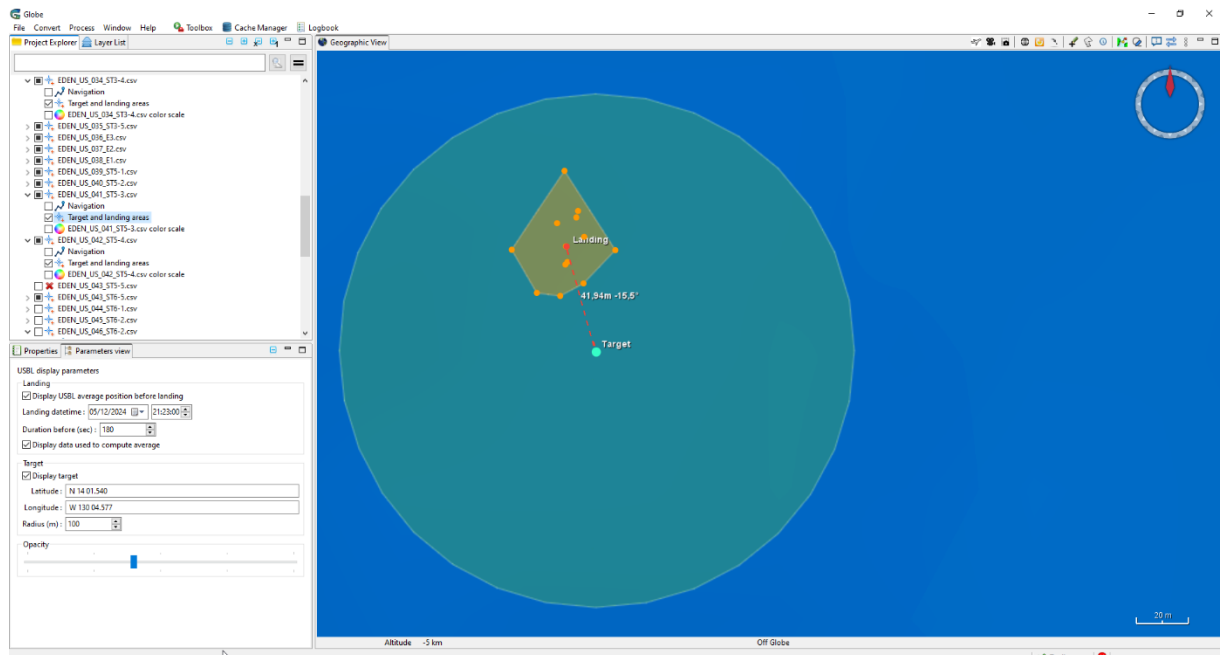 Globe
File Convert Process Window Help Toolbox Cache Manager Logbook
Project Explorer Layer List
Geographic View
EDEN_US_034_ST3-4.csv
Navigation
Target and landing areas
EDEN_US_034_ST3-4.csv color scale
EDEN_US_035_ST3-5.csv
EDEN_US_036_E3.csv
EDEN_US_037_E2.csv
EDEN_US_038_E1.csv
EDEN_US_039_ST5-1.csv
EDEN_US_040_ST5-2.csv
EDEN_US_041_ST5-3.csv
Navigation
Target and landing areas
EDEN_US_041_ST5-3.csv color scale
EDEN_US_042_ST5-4.csv
Navigation
Target and landing areas
EDEN_US_042_ST5-4.csv color scale
EDEN_US_043_ST5-5.csv
EDEN_US_043_ST6-5.csv
EDEN_US_044_ST6-1.csv
EDEN_US_045_ST6-2.csv
EDEN_US_046_ST6-2.csv
Properties Parameters view
USBL display parameters
Landing
Display USBL average position before landing
Landing datetime : 05/12/2024 21:23:00
Duration before (sec) : 180
Display data used to compute average
Target
Display target
Latitude : N 14 01.540
Longitude : W 130 04.577
Radius (m) : 100
Opacity
Landing
41,94m -15,5°
Target
20 m
Altitude -5 km
Off Globe